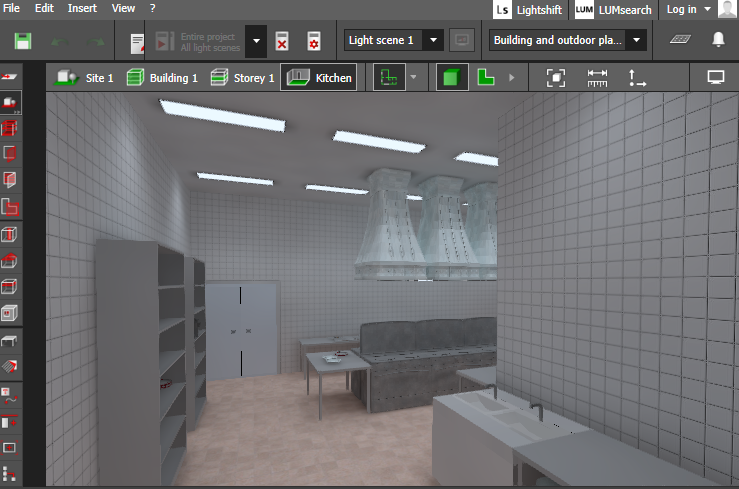 File Edit Insert View ?
Ls Lightshift LUM LUMsearch Log in
Entire project
All light scenes
Light scene 1
Building and outdoor pla...
Site 1 Building 1 Storey 1 Kitchen